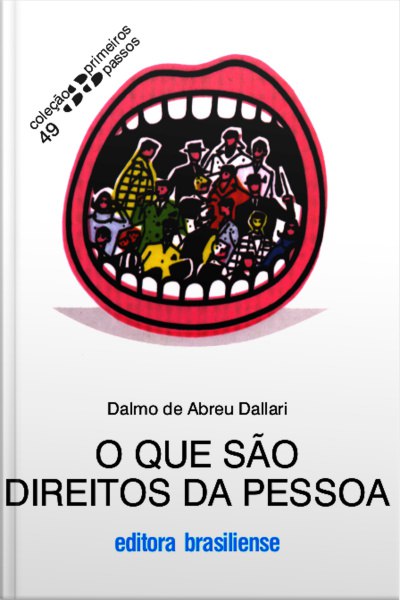 coleção primeiros
49 passos
Dalmo de Abreu Dallari
O QUE SÃO
DIREITOS DA PESSOA
editora brasiliense